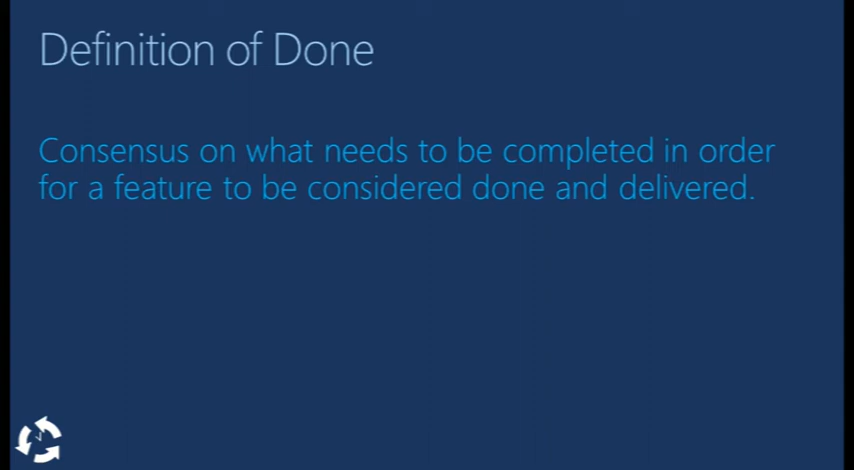 Definition of Done
Consensus on what needs to be completed in order
for a feature to be considered done and delivered.